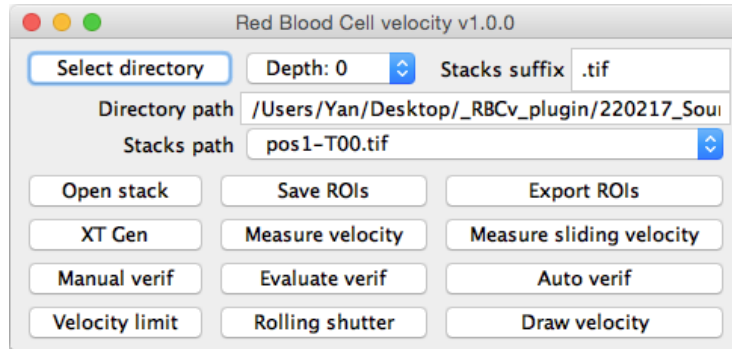 Red Blood Cell velocity v1.0.0
Select directory Depth: 0 Stacks suffix .tif
Directory path /Users/Yan/Desktop/_RBCv_plugin/220217_Sou
Stacks path pos1-T00.tif
Open stack Save ROIs Export ROIs
XT Gen Measure velocity Measure sliding velocity
Manual verif Evaluate verif Auto verif
Velocity limit Rolling shutter Draw velocity